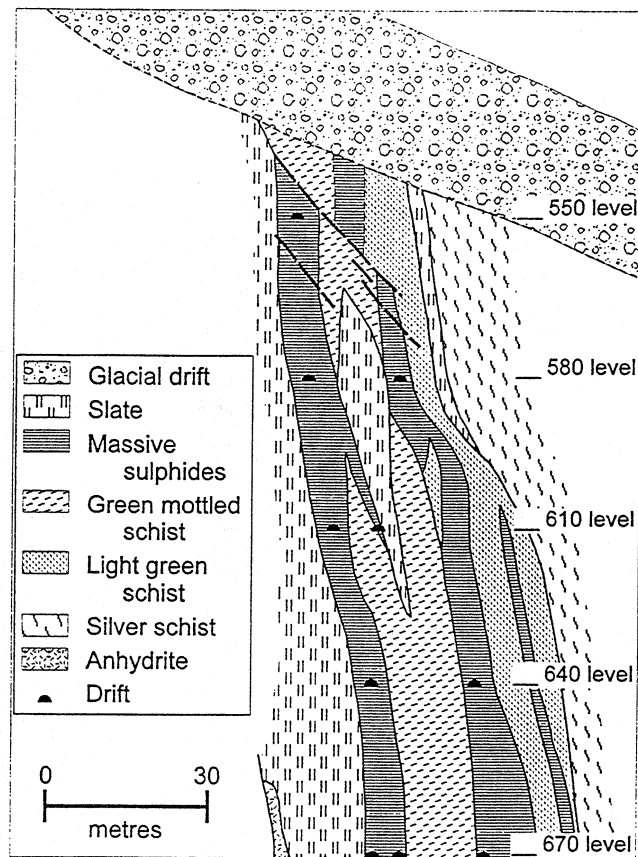 550 level
580 level
610 level
640 level
670 level
Glacial drift
Slate
Massive
sulphides
Green mottled
schist
Light green
schist
Silver schist
Anhydrite
Drift
0 30
metres